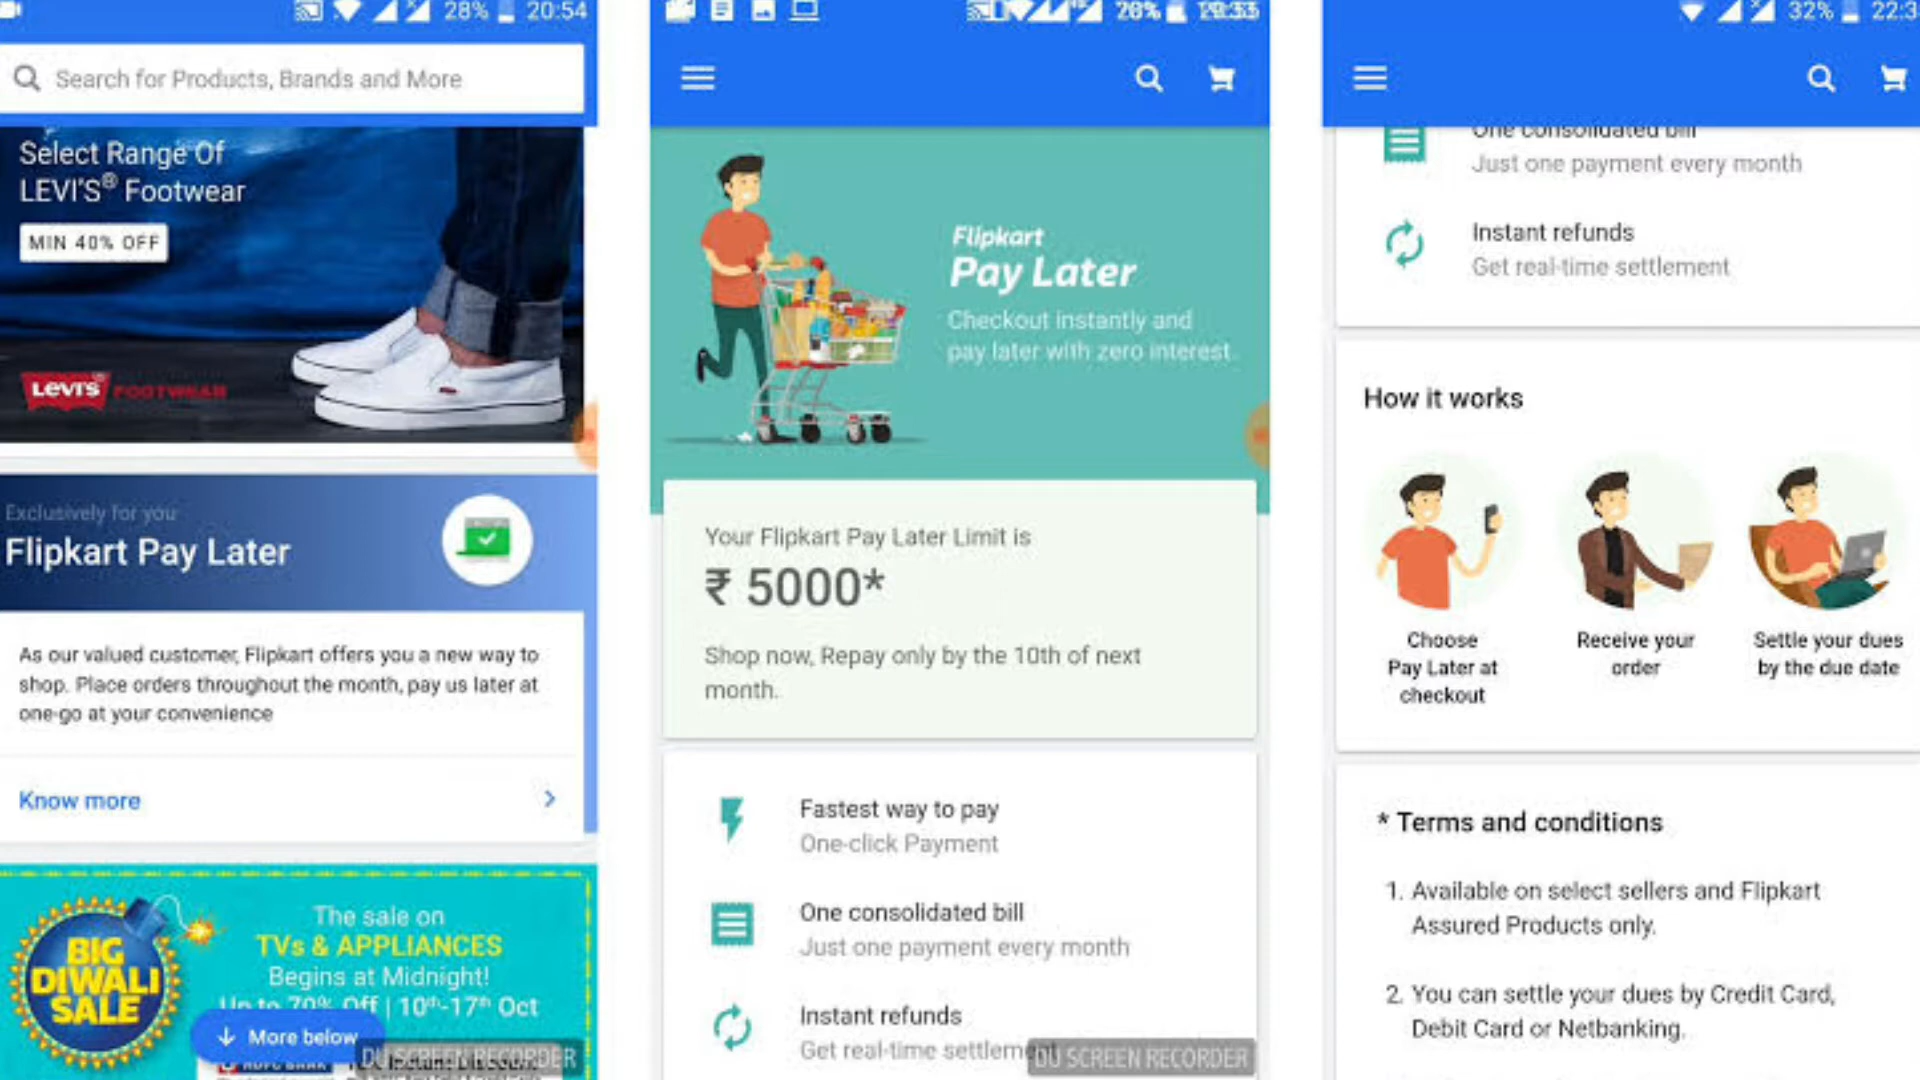 28% 20:54
Search for Products, Brands and More
Select Range Of
LEVI'S® Footwear
MIN 40% OFF
LEVI'S FOOTWEAR
Exclusively for you
Flipkart Pay Later
As our valued customer, Flipkart offers you a new way to
shop. Place orders throughout the month, pay us later at
one-go at your convenience
Know more
BIG
DIWALI
SALE
The sale on
TVs & APPLIANCES
Begins at Midnight!
Up to 70% Off | 10th-17th Oct
More below
DU SCREEN RECORDER
Flipkart
Pay Later
Checkout instantly and
pay later with zero interest.
Your Flipkart Pay Later Limit is
₹ 5000*
Shop now, Repay only by the 10th of next
month.
Fastest way to pay
One-click Payment
One consolidated bill
Just one payment every month
Instant refunds
Get real-time settlement
DU SCREEN RECORDER
32% 22:3
One consolidated bill
Just one payment every month
Instant refunds
Get real-time settlement
How it works
Choose
Pay Later at
checkout
Receive your
order
Settle your dues
by the due date
* Terms and conditions
1. Available on select sellers and Flipkart
Assured Products only.
2. You can settle your dues by Credit Card,
Debit Card or Netbanking.